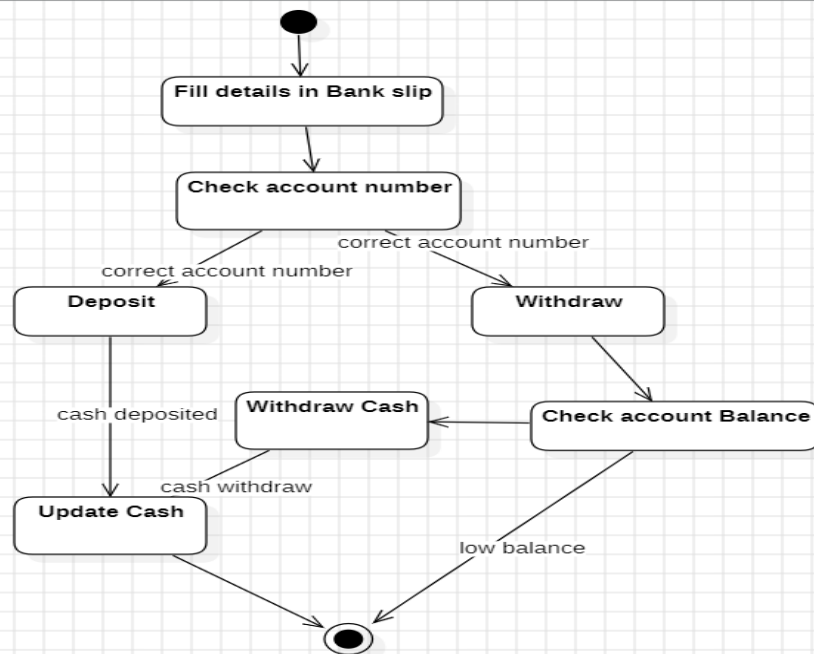 Fill details in Bank slip
Check account number
correct account number
correct account number
Deposit
Withdraw
Withdraw Cash
Check account Balance
cash deposited
cash withdraw
Update Cash
low balance